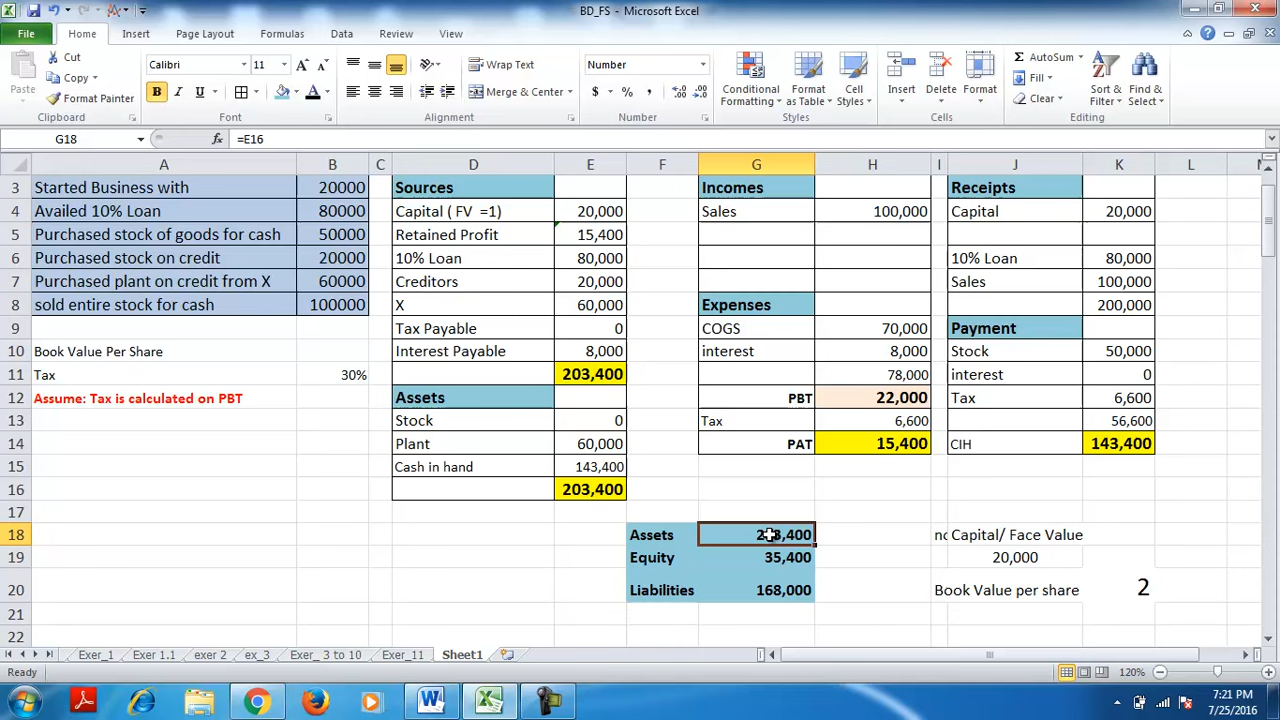 BD_FS - Microsoft Excel
File Home Insert Page Layout Formulas Data Review View
Paste Cut Copy Format Painter Clipboard
Calibri 11 B I U Font
Wrap Text Merge & Center Alignment
Number $ % , Number
Conditional Formatting Format as Table Cell Styles Styles
Insert Delete Format Cells
AutoSum Fill Clear Sort & Filter Find & Select Editing
G18 fx =E16
A B C D E F G H I J K L
3 Started Business with 20000 Sources Incomes Receipts
4 Availed 10% Loan 80000 Capital ( FV =1) 20,000 Sales 100,000 Capital 20,000
5 Purchased stock of goods for cash 50000 Retained Profit 15,400
6 Purchased stock on credit 20000 10% Loan 80,000 10% Loan 80,000
7 Purchased plant on credit from X 60000 Creditors 20,000 Sales 100,000
8 sold entire stock for cash 100000 X 60,000 Expenses 200,000
9 Tax Payable 0 COGS 70,000 Payment
10 Book Value Per Share Interest Payable 8,000 interest 8,000 Stock 50,000
11 Tax 30% 203,400 78,000 interest 0
12 Assume: Tax is calculated on PBT Assets PBT 22,000 Tax 6,600
13 Stock 0 Tax 6,600 56,600
14 Plant 60,000 PAT 15,400 CIH 143,400
15 Cash in hand 143,400
16 203,400
17
18 Assets ,400 Capital/ Face Value
19 Equity 35,400 20,000
20 Liabilities 168,000 Book Value per share 2
21
22
Exer_1 Exer 1.1 exer 2 ex_3 Exer_ 3 to 10 Exer_11 Sheet1
Ready 120%
7:21 PM
7/25/2016